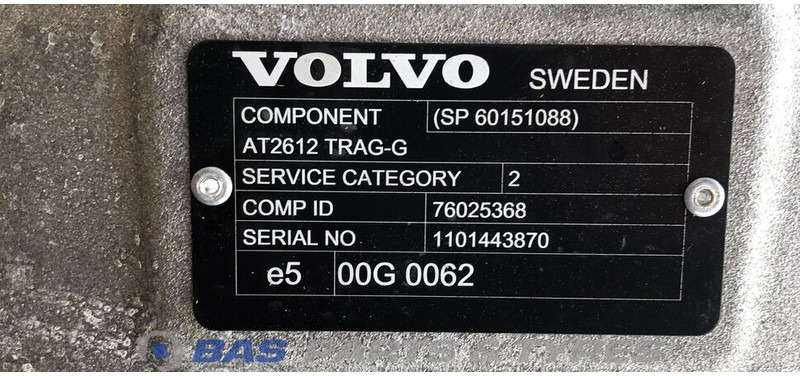 VOLVO SWEDEN
COMPONENT (SP 60151088)
AT2612 TRAG-G
SERVICE CATEGORY 2
COMP ID 76025368
SERIAL NO 1101443870
e5 00G 0062
BAS